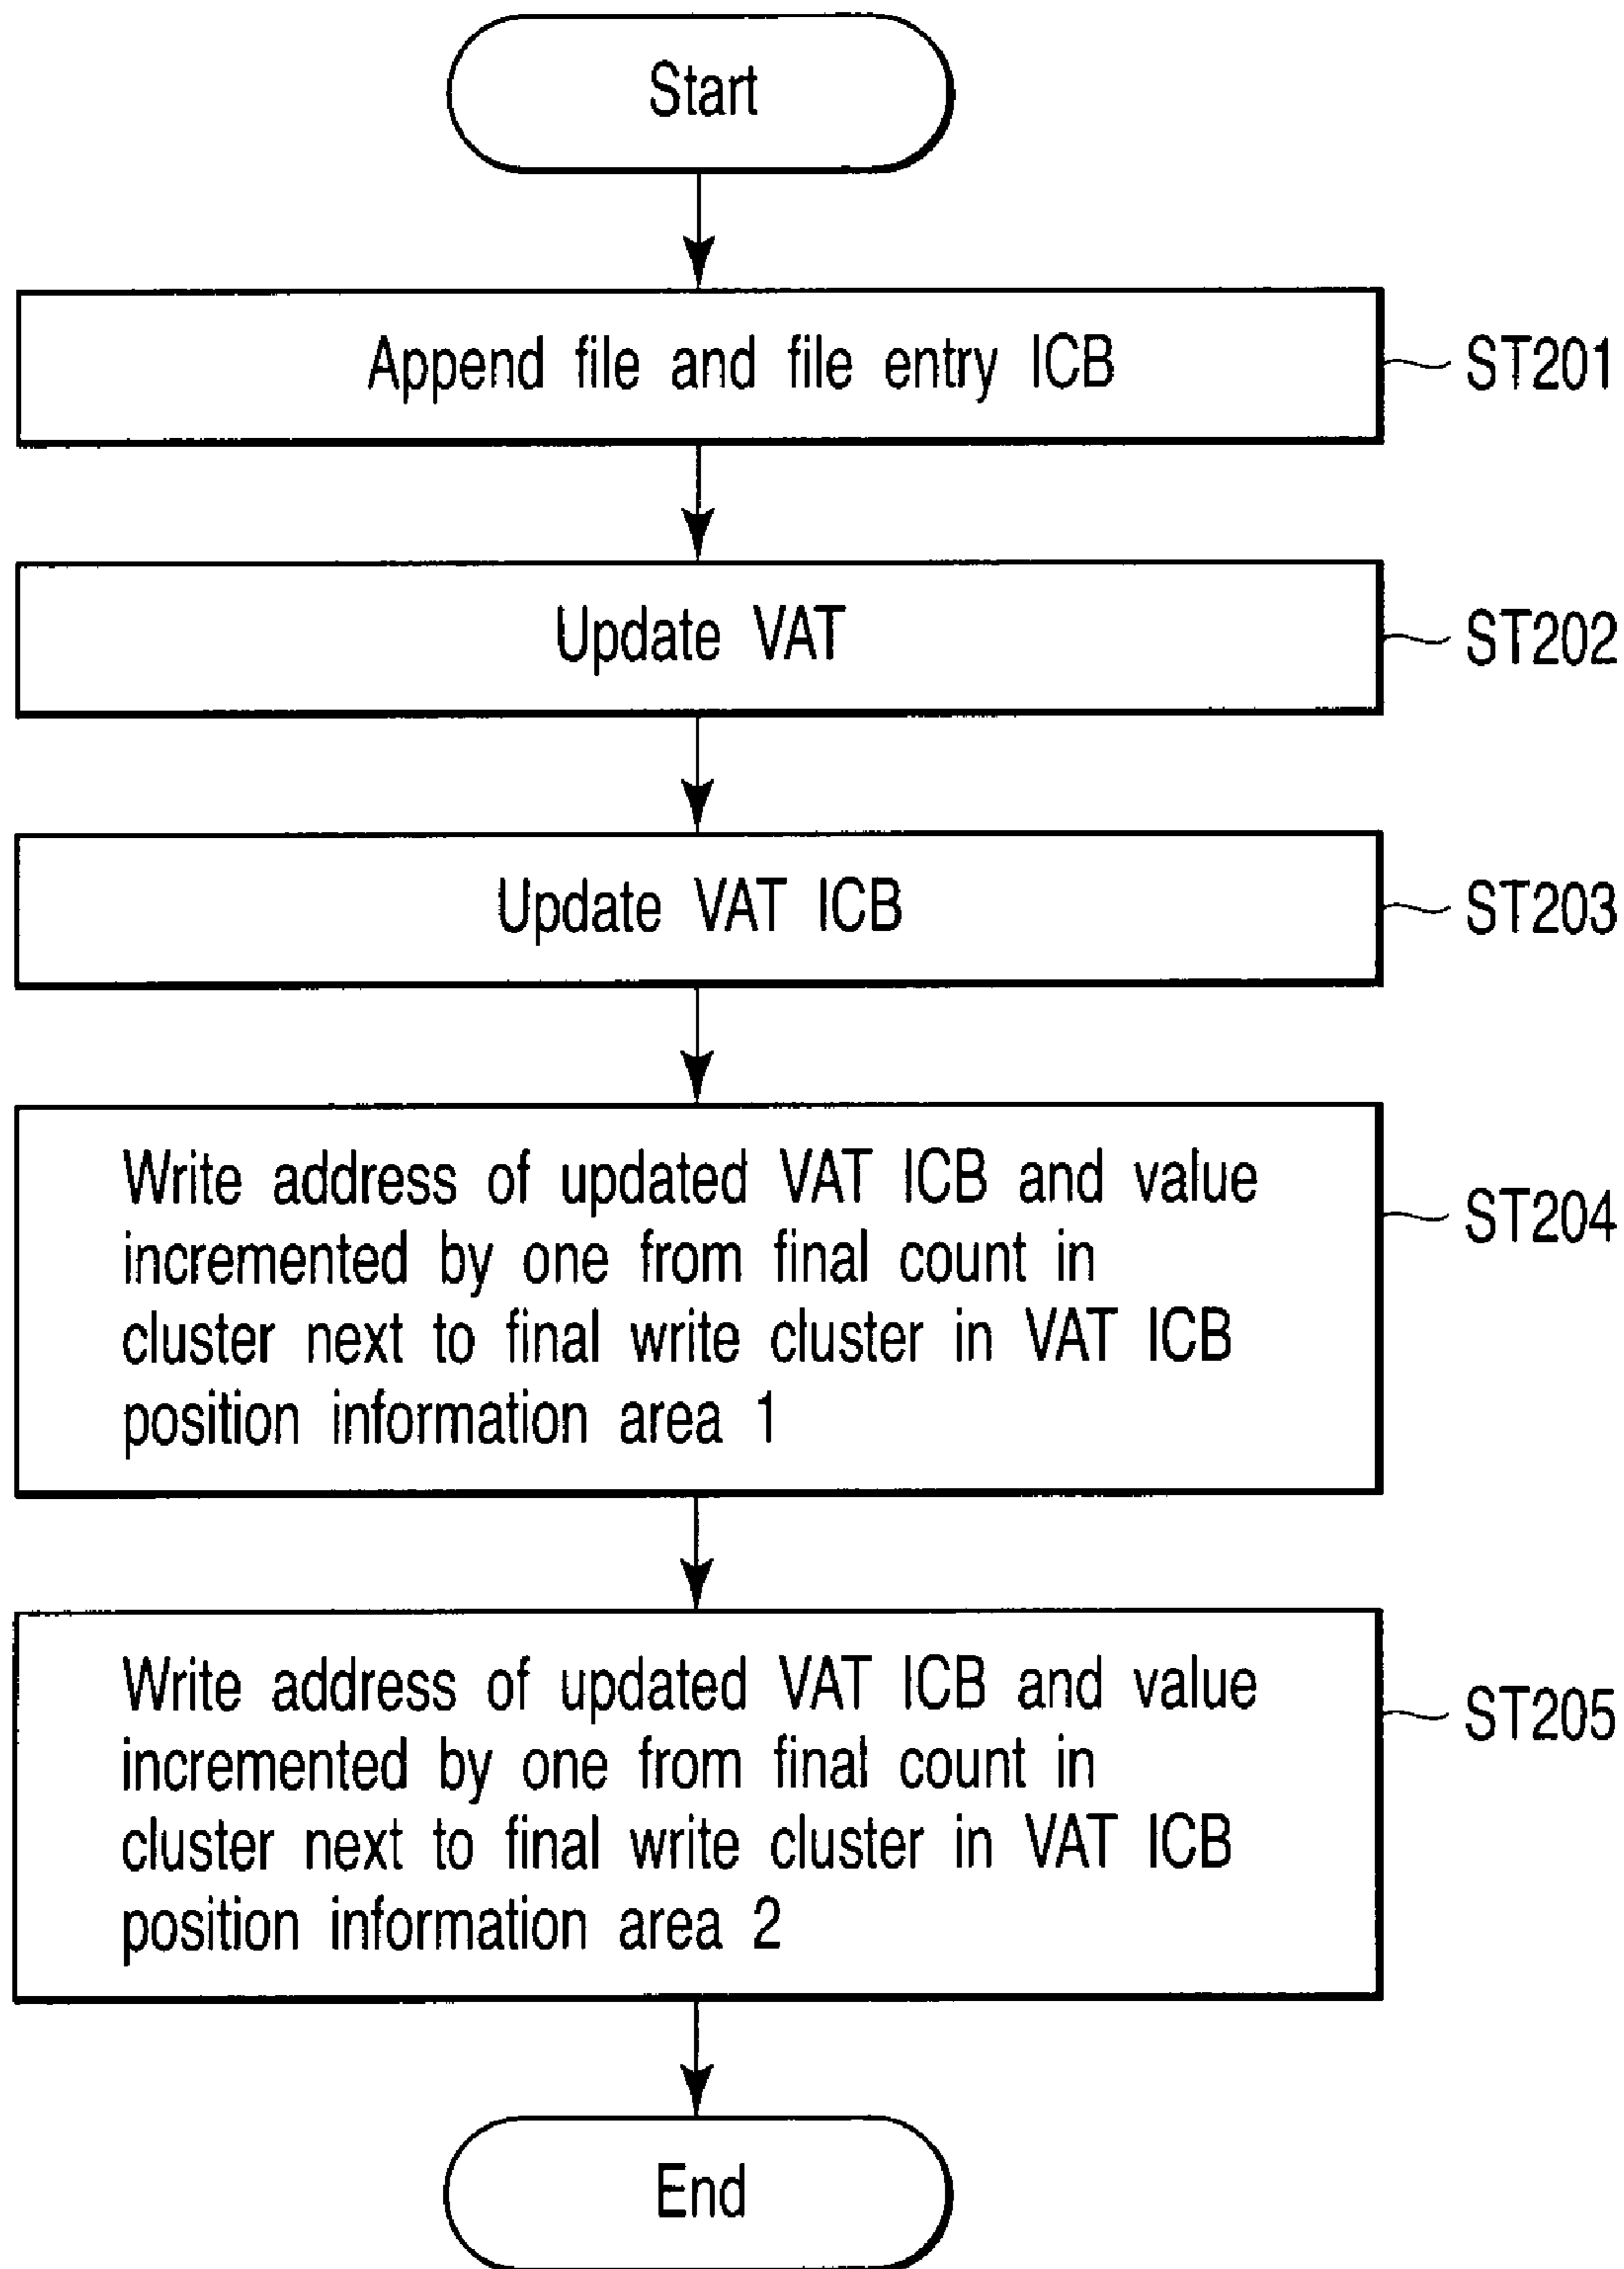 Start
Append file and file entry ICB
ST201
Update VAT
ST202
Update VAT ICB
ST203
Write address of updated VAT ICB and value
incremented by one from final count in
cluster next to final write cluster in VAT ICB
position information area 1
ST204
Write address of updated VAT ICB and value
incremented by one from final count in
cluster next to final write cluster in VAT ICB
position information area 2
ST205
End